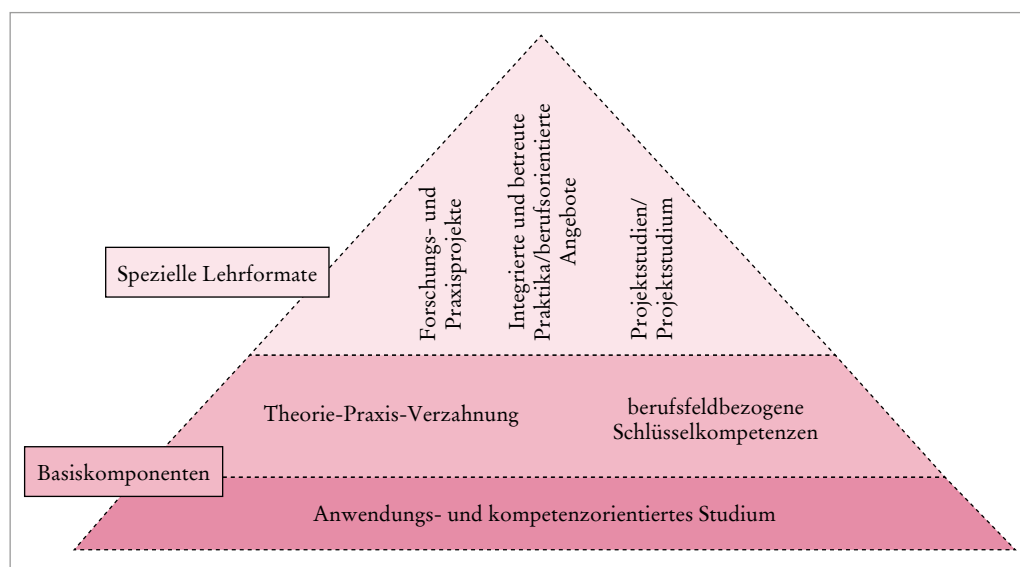 Forschungs- und
Praxisprojekte
Integrierte und betreute
Praktika/berufsorientierte
Angebote
Projektstudien/
Projektstudium
Spezielle Lehrformate
Theorie-Praxis-Verzahnung
berufsfeldbezogene
Schlüsselkompetenzen
Basiskomponenten
Anwendungs- und kompetenzorientiertes Studium